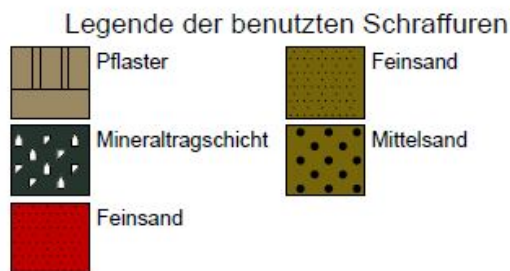 Legende der benutzten Schraffuren
Pflaster
Feinsand
Mineraltragschicht
Mittelsand
Feinsand